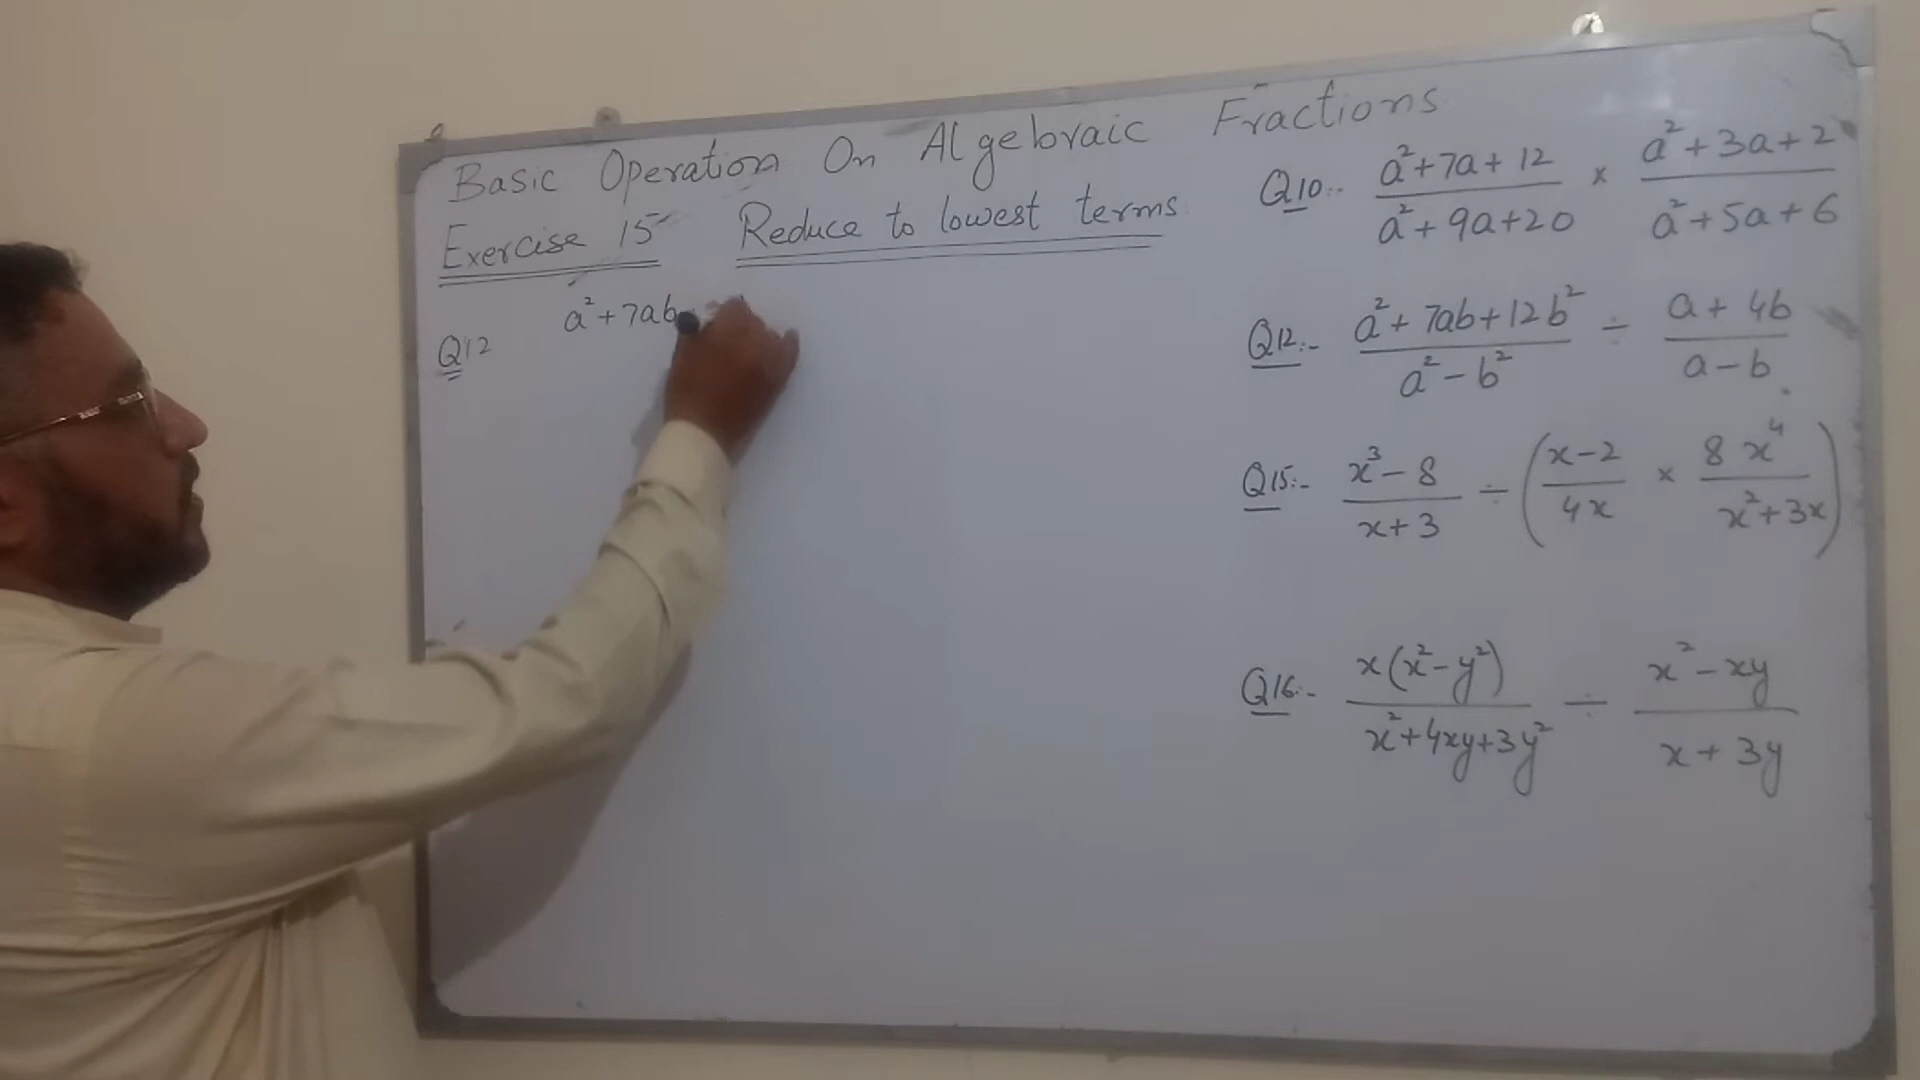 Basic Operation On Algebraic Fractions
Exercise 15 Reduce to lowest terms
Q12 a²+7ab
Q10:- a²+7a+12 / a²+9a+20 × a²+3a+2 / a²+5a+6
Q12:- a²+7ab+12b² / a²-b² ÷ a+4b / a-b
Q15:- x³-8 / x+3 ÷ (x-2 / 4x × 8x⁴ / x²+3x)
Q16:- x(x²-y²) / x²+4xy+3y² ÷ x²-xy / x+3y